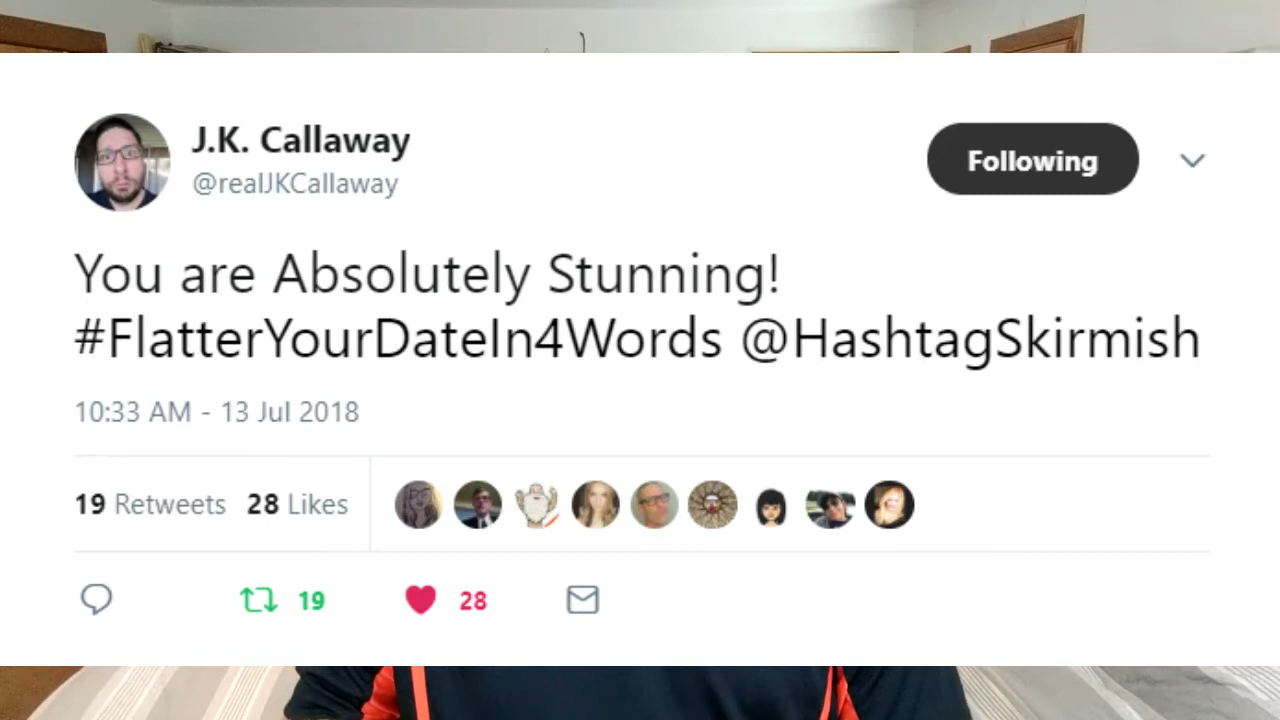 J.K. Callaway
@realJKCallaway
Following
You are Absolutely Stunning!
#FlatterYourDateIn4Words @HashtagSkirmish
10:33 AM - 13 Jul 2018
19 Retweets 28 Likes
19 28